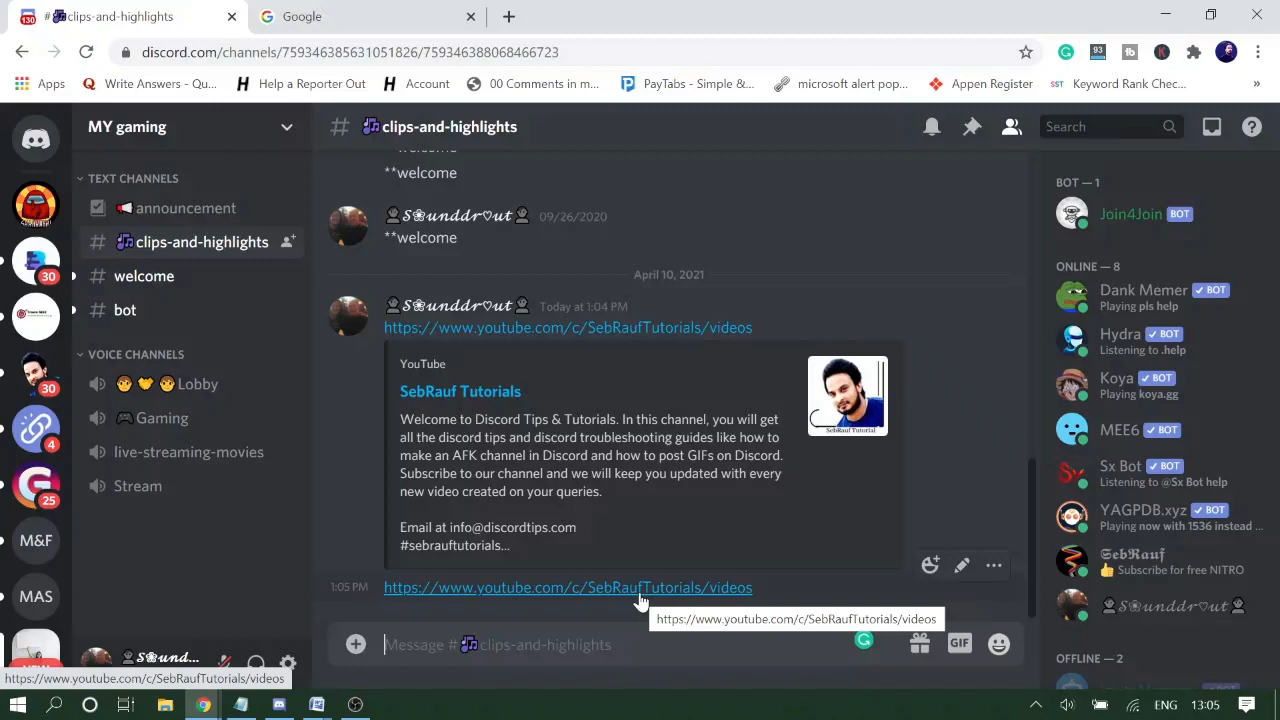 130
#🎶clips-and-highlights
Google
discord.com/channels/759346385631051826/759346388068466723
93
Apps
Write Answers - Qu...
Help a Reporter Out
Account
00 Comments in m...
PayTabs - Simple &...
microsoft alert pop...
Appen Register
SST
Keyword Rank Chec...
»
MY gaming
TEXT CHANNELS
📢announcement
🎶clips-and-highlights
welcome
bot
VOICE CHANNELS
Lobby
🎮Gaming
live-streaming-movies
Stream
30
30
4
25
M&F
MAS
# 🎶clips-and-highlights
Search
**welcome
𝓢❀𝓾𝓷𝓭𝓭𝓻♡𝓾𝓽 09/26/2020
**welcome
April 10, 2021
𝓢❀𝓾𝓷𝓭𝓭𝓻♡𝓾𝓽 Today at 1:04 PM
https://www.youtube.com/c/SebRaufTutorials/videos
YouTube
SebRauf Tutorials
Welcome to Discord Tips & Tutorials. In this channel, you will get
all the discord tips and discord troubleshooting guides like how to
make an AFK channel in Discord and how to post GIFs on Discord.
Subscribe to our channel and we will keep you updated with every
new video created on your queries.
Email at info@discordtips.com
#sebrauftutorials...
SebRauf Tutorial
1:05 PM
https://www.youtube.com/c/SebRaufTutorials/videos
https://www.youtube.com/c/SebRaufTutorials/videos
Message #🎶clips-and-highlights
GIF
BOT — 1
Join4Join BOT
ONLINE — 8
Dank Memer ✓ BOT
Playing pls help
Hydra ✓ BOT
Listening to .help
Koya ✓ BOT
Playing koya.gg
MEE6 ✓ BOT
Sx Bot ✓ BOT
Listening to @Sx Bot help
YAGPDB.xyz ✓ BOT
Playing now with 1536 instead ...
𝕾𝖊𝖇𝕽𝖆𝖚𝖋
👍 Subscribe for free NITRO
𝓢❀𝓾𝓷𝓭𝓭𝓻♡𝓾𝓽
OFFLINE — 2
𝓢❀𝓾𝓷𝓭...
https://www.youtube.com/c/SebRaufTutorials/videos
ENG
13:05